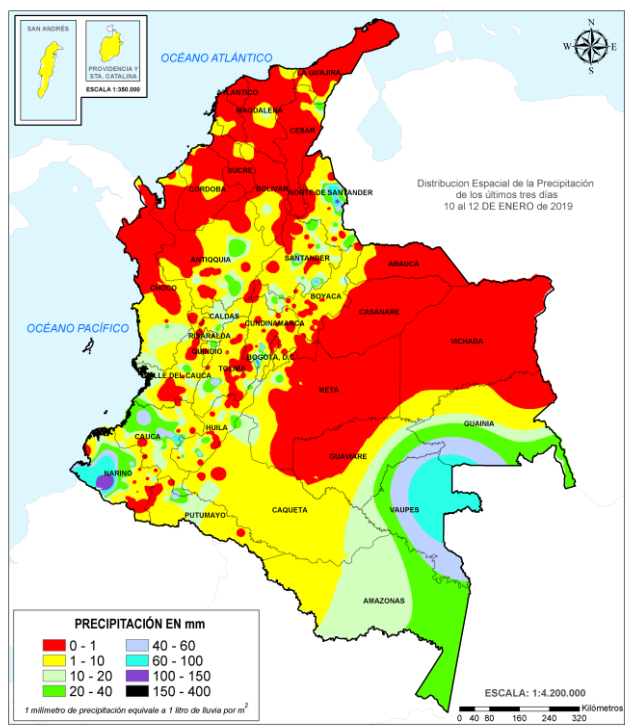 SAN ANDRÉS
PROVIDENCIA Y
STA. CATALINA
ESCALA 1:350.000
OCÉANO ATLÁNTICO
N
W E
S
LA GUAJIRA
ATLANTICO
MAGDALENA
CESAR
SUCRE
CORDOBA
BOLIVAR
NORTE DE SANTANDER
Distribucion Espacial de la Precipitación
de los últimos tres días
10 al 12 DE ENERO de 2019
ANTIOQUIA
SANTANDER
ARAUCA
CHOCO
BOYACA
CASANARE
OCÉANO PACÍFICO
CALDAS
CUNDINAMARCA
RISARALDA
VICHADA
QUINDIO
BOGOTA, D.C.
TOLIMA
VALLE DEL CAUCA
META
GUAINIA
HUILA
CAUCA
GUAVIARE
NARIÑO
CAQUETA
VAUPES
PUTUMAYO
AMAZONAS
PRECIPITACIÓN EN mm
0 - 1 40 - 60
1 - 10 60 - 100
10 - 20 100 - 150
20 - 40 150 - 400
1 milímetro de precipitación equivale a 1 litro de lluvia por m2
ESCALA: 1:4.200.000
Kilómetros
0 40 80 160 240 320